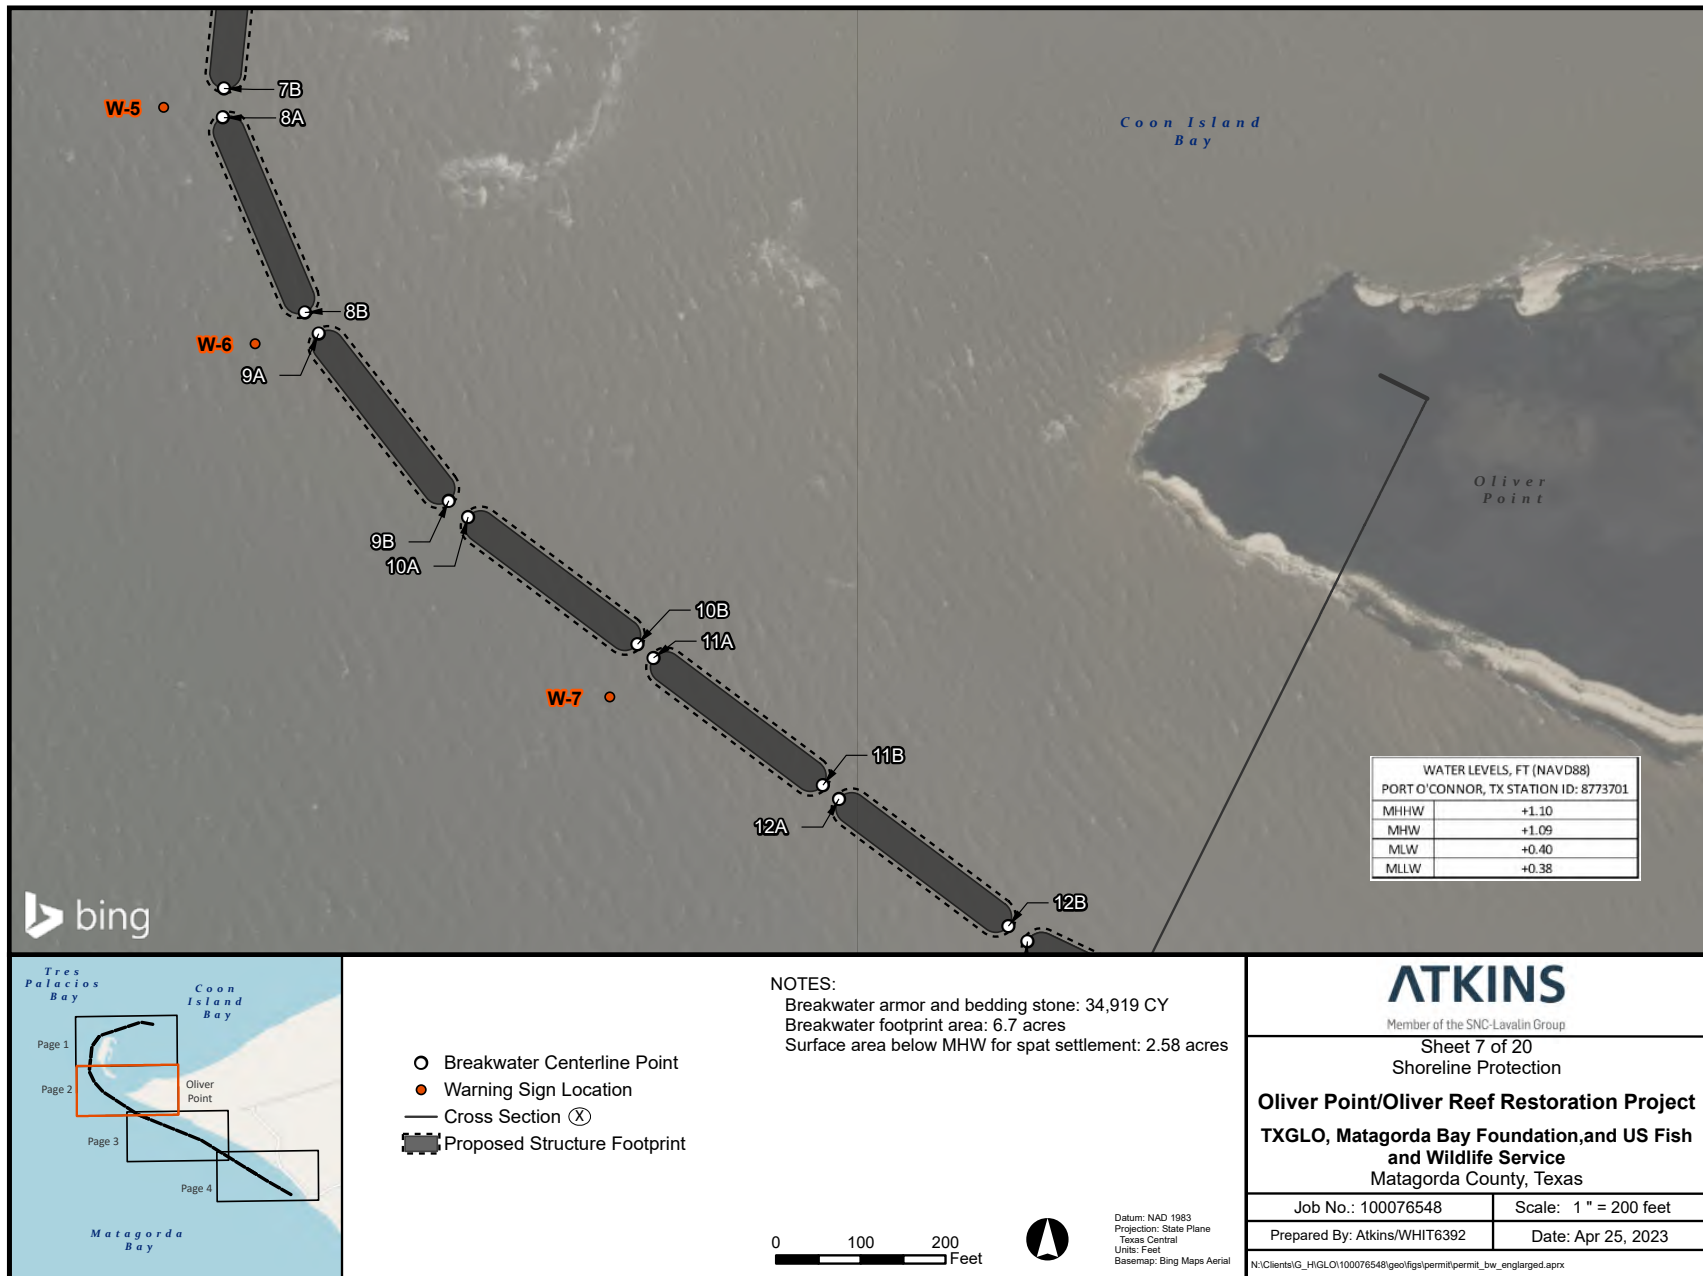 7B
W-5
8A
Coon Island
Bay
8B
W-6
9A
Oliver
Point
9B
10A
10B
11A
W-7
11B
12A
12B
WATER LEVELS, FT (NAVD88)
PORT O'CONNOR, TX STATION ID: 8773701
MHHW +1.10
MHW +1.09
MLW +0.40
MLLW +0.38
bing
Tres
Palacios
Bay
Coon
Island
Bay
Page 1
Page 2
Oliver
Point
Page 3
Page 4
Matagorda
Bay
Breakwater Centerline Point
Warning Sign Location
Cross Section X
Proposed Structure Footprint
NOTES:
Breakwater armor and bedding stone: 34,919 CY
Breakwater footprint area: 6.7 acres
Surface area below MHW for spat settlement: 2.58 acres
0 100 200
Feet
Datum: NAD 1983
Projection: State Plane
Texas Central
Units: Feet
Basemap: Bing Maps Aerial
ATKINS
Member of the SNC-Lavalin Group
Sheet 7 of 20
Shoreline Protection
Oliver Point/Oliver Reef Restoration Project
TXGLO, Matagorda Bay Foundation,and US Fish
and Wildlife Service
Matagorda County, Texas
Job No.: 100076548
Scale: 1 " = 200 feet
Prepared By: Atkins/WHIT6392
Date: Apr 25, 2023
N:\Clients\G_H\GLO\100076548\geo\figs\permit\permit_bw_englarged.aprx